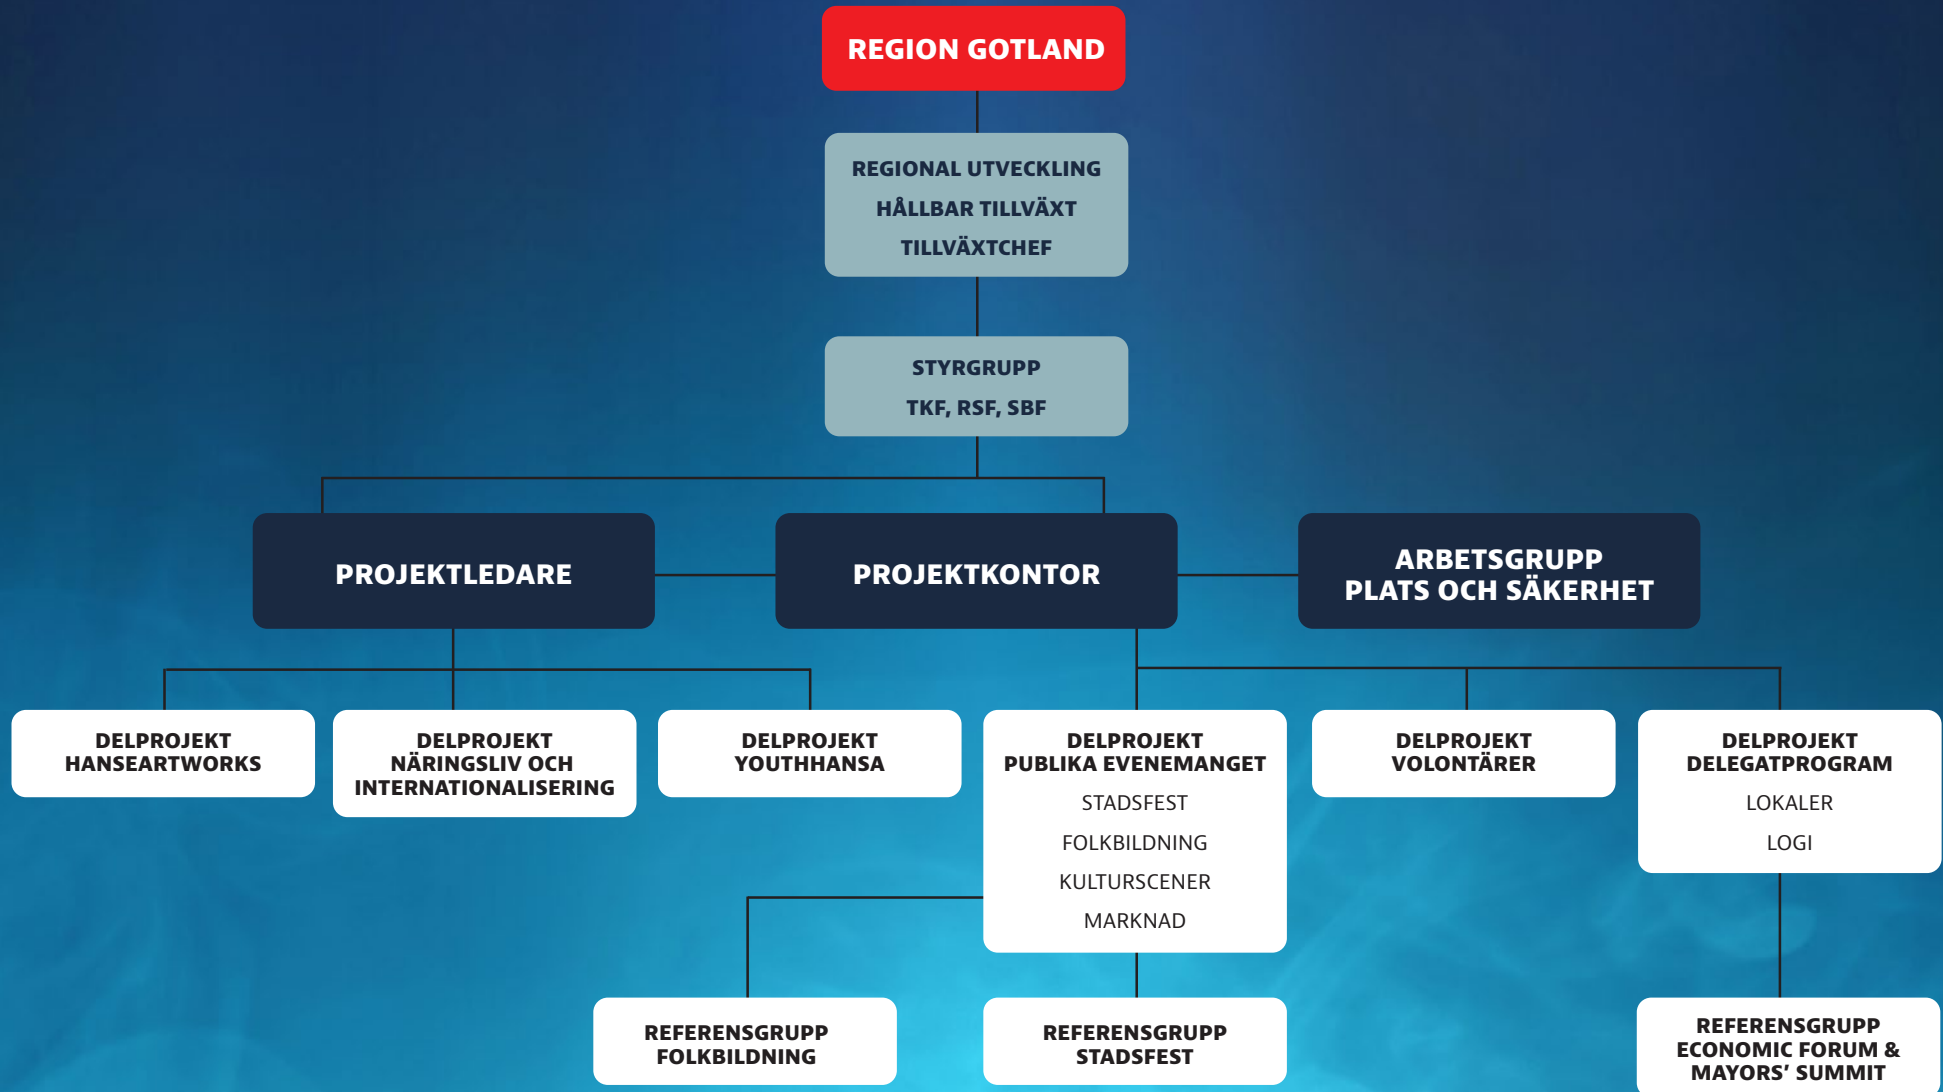 REGION GOTLAND
REGIONAL UTVECKLING
HÅLLBAR TILLVÄXT
TILLVÄXTCHEF
STYRGRUPP
TKF, RSF, SBF
PROJEKTLEDARE
PROJEKTKONTOR
ARBETSGRUPP
PLATS OCH SÄKERHET
DELPROJEKT
HANSEARTWORKS
DELPROJEKT
NÄRINGSLIV OCH
INTERNATIONALISERING
DELPROJEKT
YOUTHHANSA
DELPROJEKT
PUBLIKA EVENEMANGET
STADSFEST
FOLKBILDNING
KULTURSCENER
MARKNAD
DELPROJEKT
VOLONTÄRER
DELPROJEKT
DELEGATPROGRAM
LOKALER
LOGI
REFERENSGRUPP
FOLKBILDNING
REFERENSGRUPP
STADSFEST
REFERENSGRUPP
ECONOMIC FORUM &
MAYORS’ SUMMIT